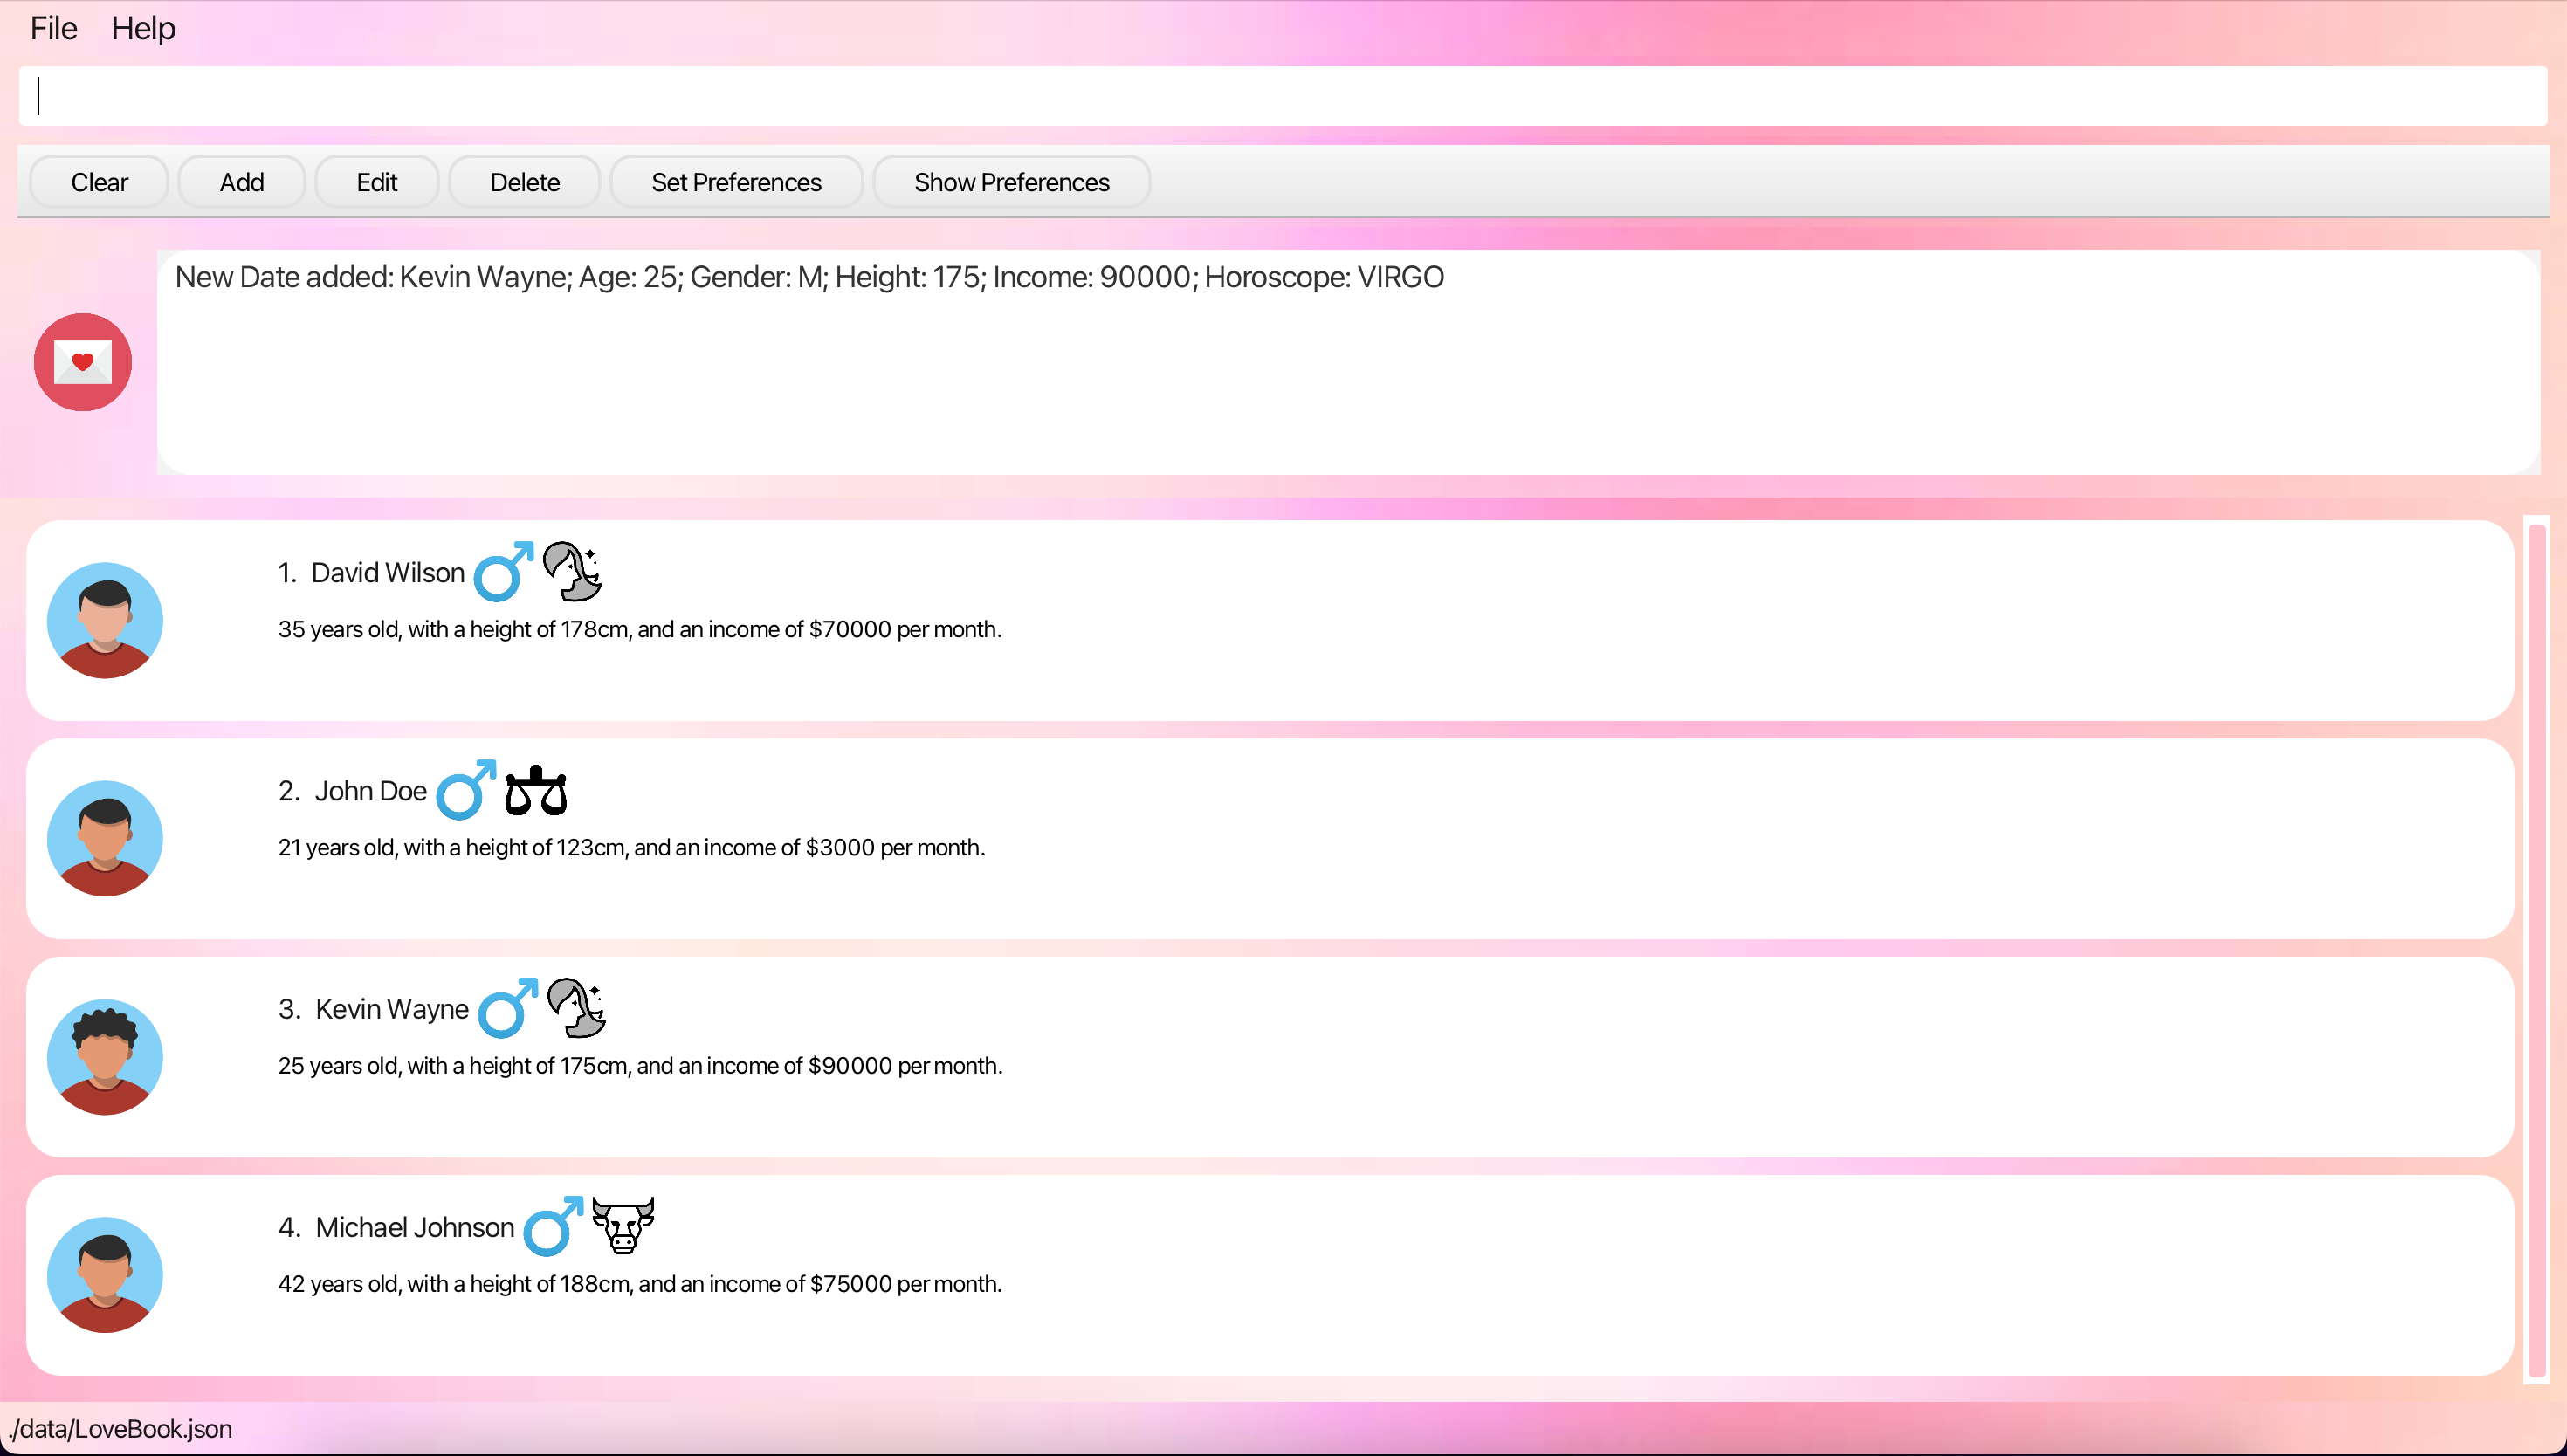 File Help
Clear Add Edit Delete Set Preferences Show Preferences
New Date added: Kevin Wayne; Age: 25; Gender: M; Height: 175; Income: 90000; Horoscope: VIRGO
1. David Wilson
35 years old, with a height of 178cm, and an income of $70000 per month.
2. John Doe
21 years old, with a height of 123cm, and an income of $3000 per month.
3. Kevin Wayne
25 years old, with a height of 175cm, and an income of $90000 per month.
4. Michael Johnson
42 years old, with a height of 188cm, and an income of $75000 per month.
./data/LoveBook.json